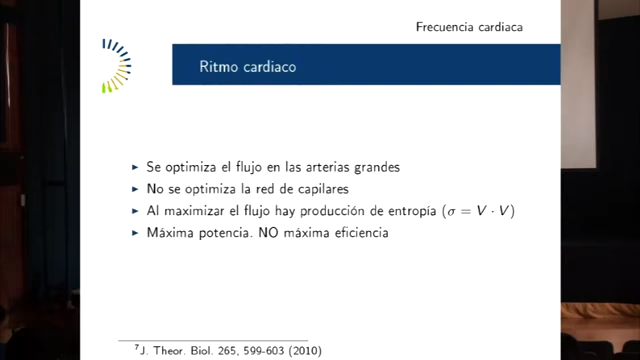 Frecuencia cardiaca
Ritmo cardiaco
▶ Se optimiza el flujo en las arterias grandes
▶ No se optimiza la red de capilares
▶ Al maximizar el flujo hay producción de entropía (σ = V · V)
▶ Máxima potencia. NO máxima eficiencia
⁷J. Theor. Biol. 265, 599-603 (2010)